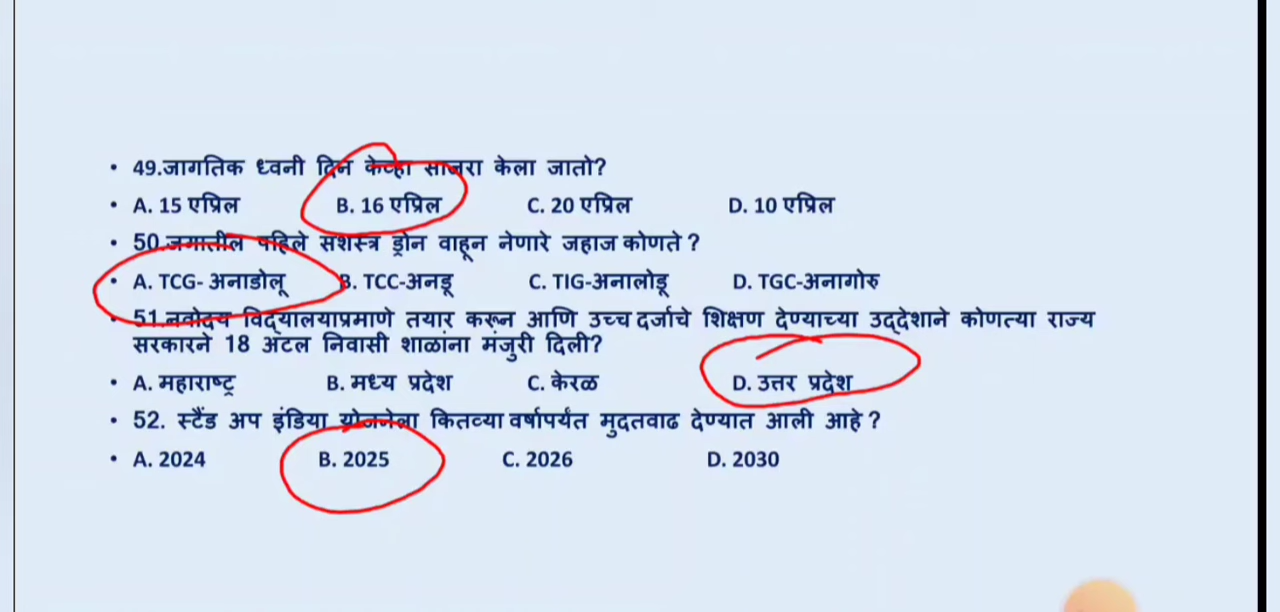 • 49.जागतिक ध्वनी दिन केव्हा साजरा केला जातो?
• A. 15 एप्रिल B. 16 एप्रिल C. 20 एप्रिल D. 10 एप्रिल
• 50.जगातील पहिले सशस्त्र ड्रोन वाहून नेणारे जहाज कोणते ?
• A. TCG- अनाडोलू B. TCC-अनडू C. TIG-अनालोडू D. TGC-अनागोरु
• 51.नवोदय विद्यालयाप्रमाणे तयार करून आणि उच्च दर्जाचे शिक्षण देण्याच्या उद्देशाने कोणत्या राज्य
सरकारने 18 अटल निवासी शाळांना मंजुरी दिली?
• A. महाराष्ट्र B. मध्य प्रदेश C. केरळ D. उत्तर प्रदेश
• 52. स्टैंड अप इंडिया योजनेला कितव्या वर्षापर्यंत मुदतवाढ देण्यात आली आहे ?
• A. 2024 B. 2025 C. 2026 D. 2030